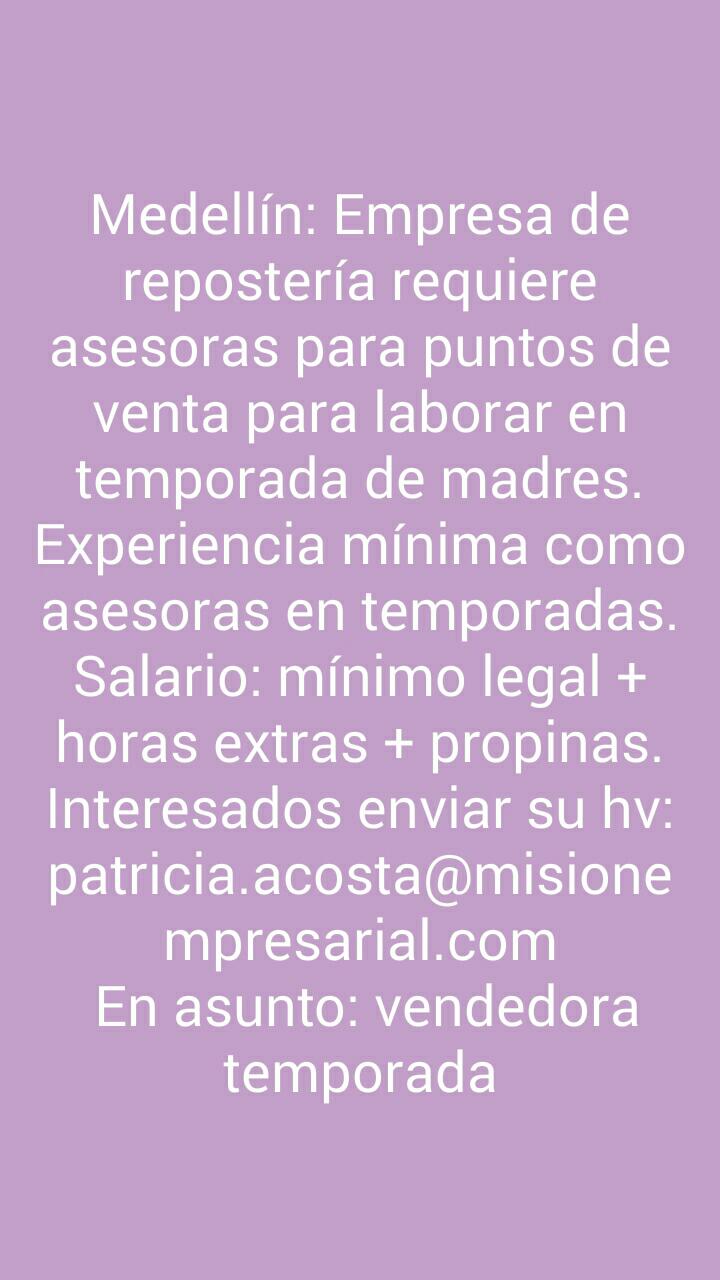 Medellín: Empresa de
repostería requiere
asesoras para puntos de
venta para laborar en
temporada de madres.
Experiencia mínima como
asesoras en temporadas.
Salario: mínimo legal +
horas extras + propinas.
Interesados enviar su hv:
patricia.acosta@misione
mpresarial.com
En asunto: vendedora
temporada